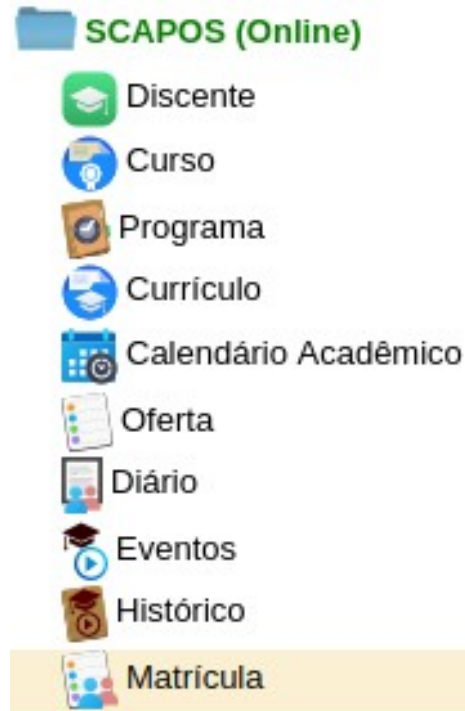 SCAPOS (Online)
Discente
Curso
Programa
Currículo
Calendário Acadêmico
Oferta
Diário
Eventos
Histórico
Matrícula